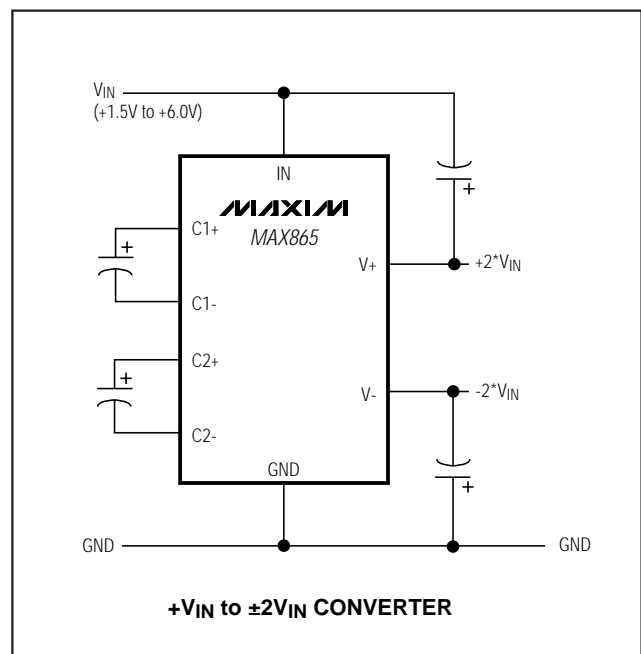 VIN
(+1.5V to +6.0V)
IN
MAXIM
MAX865
C1+
C1-
C2+
C2-
V+
V-
GND
+
+
+
+
+2*VIN
-2*VIN
GND
GND
+VIN to ±2VIN CONVERTER